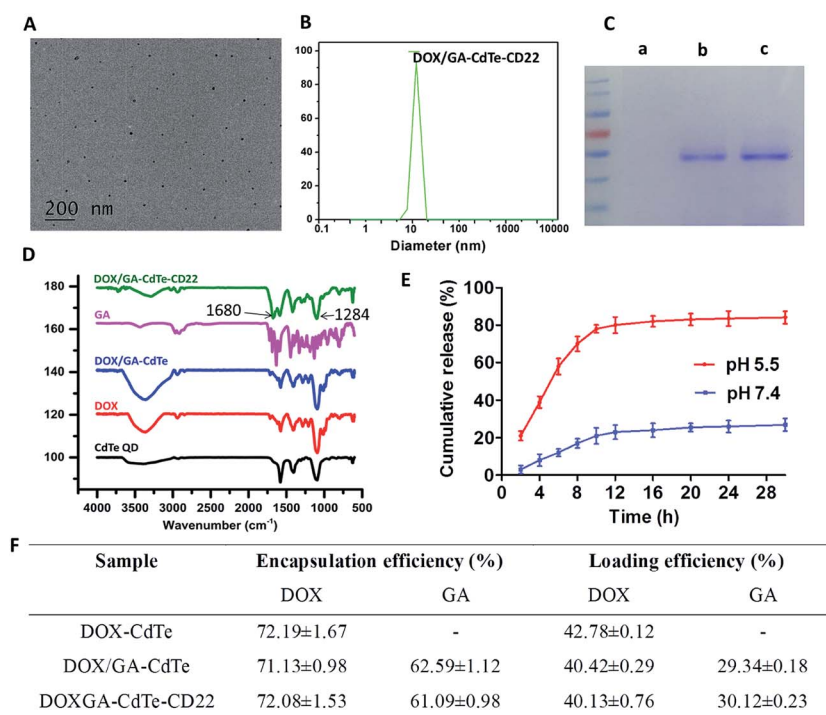 A
200 nm
B
DOX/GA-CdTe-CD22
100
80
60
40
20
0
0.1 1 10 100 1000 10000
Diameter (nm)
C
a b c
D
DOX/GA-CdTe-CD22
180
1680
1284
GA
160
DOX/GA-CdTe
140
DOX
120
CdTe QD
100
4000 3500 3000 2500 2000 1500 1000 500
Wavenumber (cm-1)
E
Cumulative release (%)
100
80
60
40
20
0
pH 5.5
pH 7.4
0 4 8 12 16 20 24 28
Time (h)
F
Sample Encapsulation efficiency (%) Loading efficiency (%)
DOX GA DOX GA
DOX-CdTe 72.19±1.67 - 42.78±0.12 -
DOX/GA-CdTe 71.13±0.98 62.59±1.12 40.42±0.29 29.34±0.18
DOXGA-CdTe-CD22 72.08±1.53 61.09±0.98 40.13±0.76 30.12±0.23